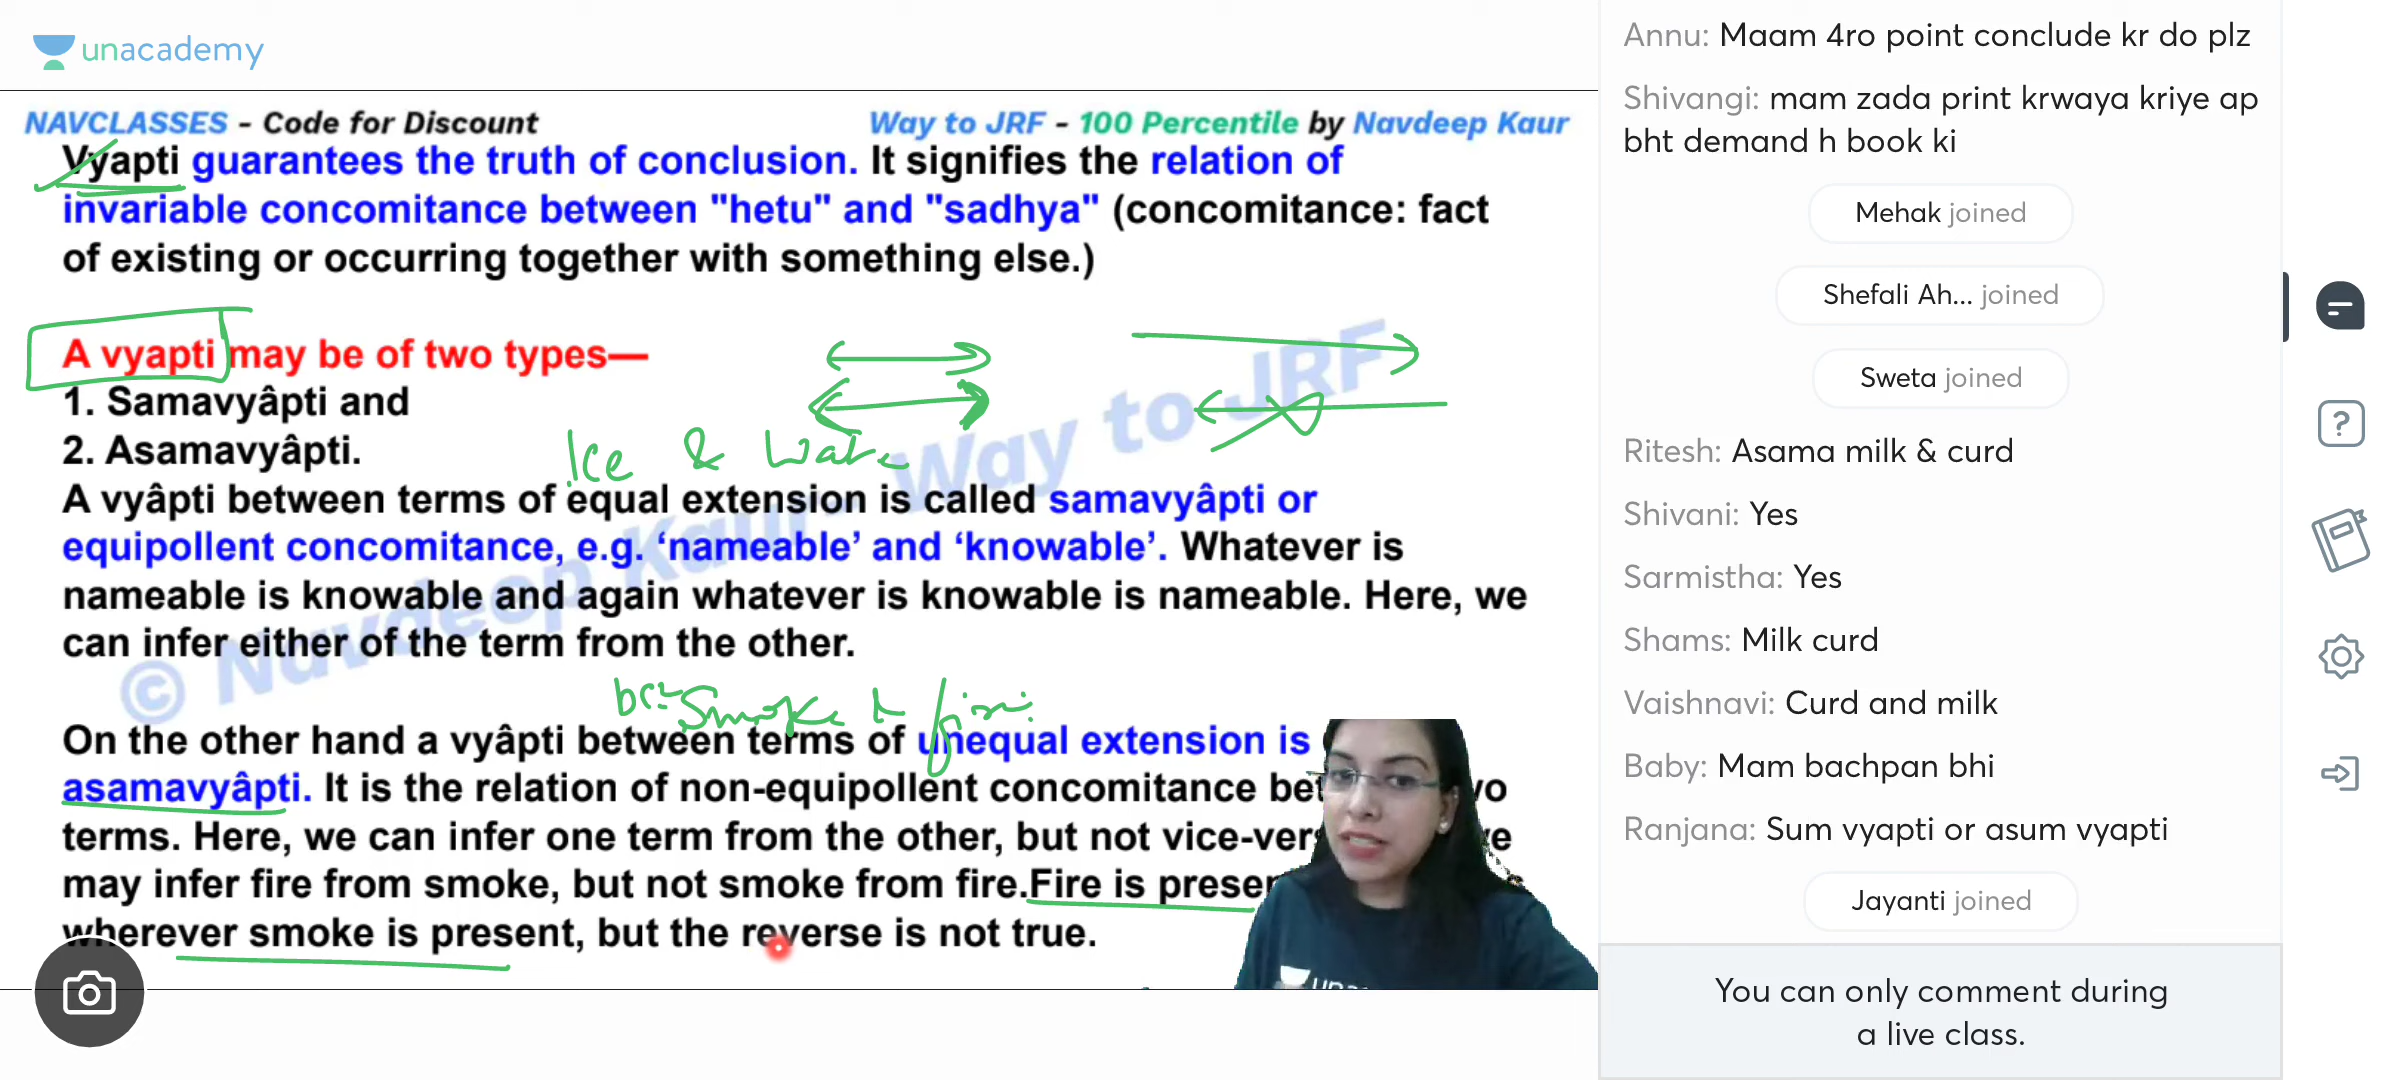 unacademy
NAVCLASSES - Code for Discount
Way to JRF - 100 Percentile by Navdeep Kaur
Vyapti guarantees the truth of conclusion. It signifies the relation of
invariable concomitance between "hetu" and "sadhya" (concomitance: fact
of existing or occurring together with something else.)
A vyapti may be of two types—
1. Samavyâpti and
2. Asamavyâpti.
Ice &
A vyâpti between terms of equal extension is called samavyâpti or
equipollent concomitance, e.g. ‘nameable’ and ‘knowable’. Whatever is
nameable is knowable and again whatever is knowable is nameable. Here, we
can infer either of the term from the other.
Smoke
On the other hand a vyâpti between terms of unequal extension is
asamavyâpti. It is the relation of non-equipollent concomitance
terms. Here, we can infer one term from the other, but not
may infer fire from smoke, but not smoke from fire.Fire is
wherever smoke is present, but the reverse is not true.
© Navdeep Kaur - Way to JRF
Annu: Maam 4ro point conclude kr do plz
Shivangi: mam zada print krwaya kriye ap
bht demand h book ki
Mehak joined
Shefali Ah... joined
Sweta joined
Ritesh: Asama milk & curd
Shivani: Yes
Sarmistha: Yes
Shams: Milk curd
Vaishnavi: Curd and milk
Baby: Mam bachpan bhi
Ranjana: Sum vyapti or asum vyapti
Jayanti joined
You can only comment during
a live class.